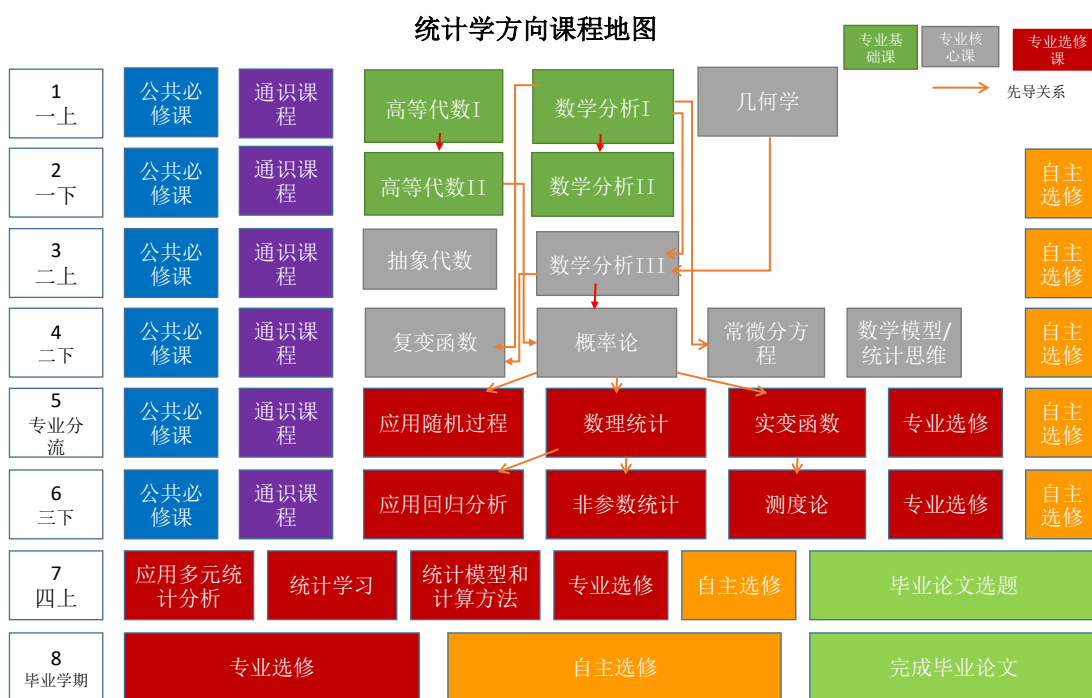 统计学方向课程地图
专业基
础课
专业核
心课
专业选修
课
先导关系
1
一上
公共必
修课
通识课
程
高等代数I
数学分析I
几何学
2
一下
公共必
修课
通识课
程
高等代数II
数学分析II
自主
选修
3
二上
公共必
修课
通识课
程
抽象代数
数学分析III
自主
选修
4
二下
公共必
修课
通识课
程
复变函数
概率论
常微分方
程
数学模型/
统计思维
自主
选修
5
专业分
流
公共必
修课
通识课
程
应用随机过程
数理统计
实变函数
专业选修
自主
选修
6
三下
公共必
修课
通识课
程
应用回归分析
非参数统计
测度论
专业选修
自主
选修
7
四上
应用多元统
计分析
统计学习
统计模型和
计算方法
专业选修
自主选修
毕业论文选题
8
毕业学期
专业选修
自主选修
完成毕业论文